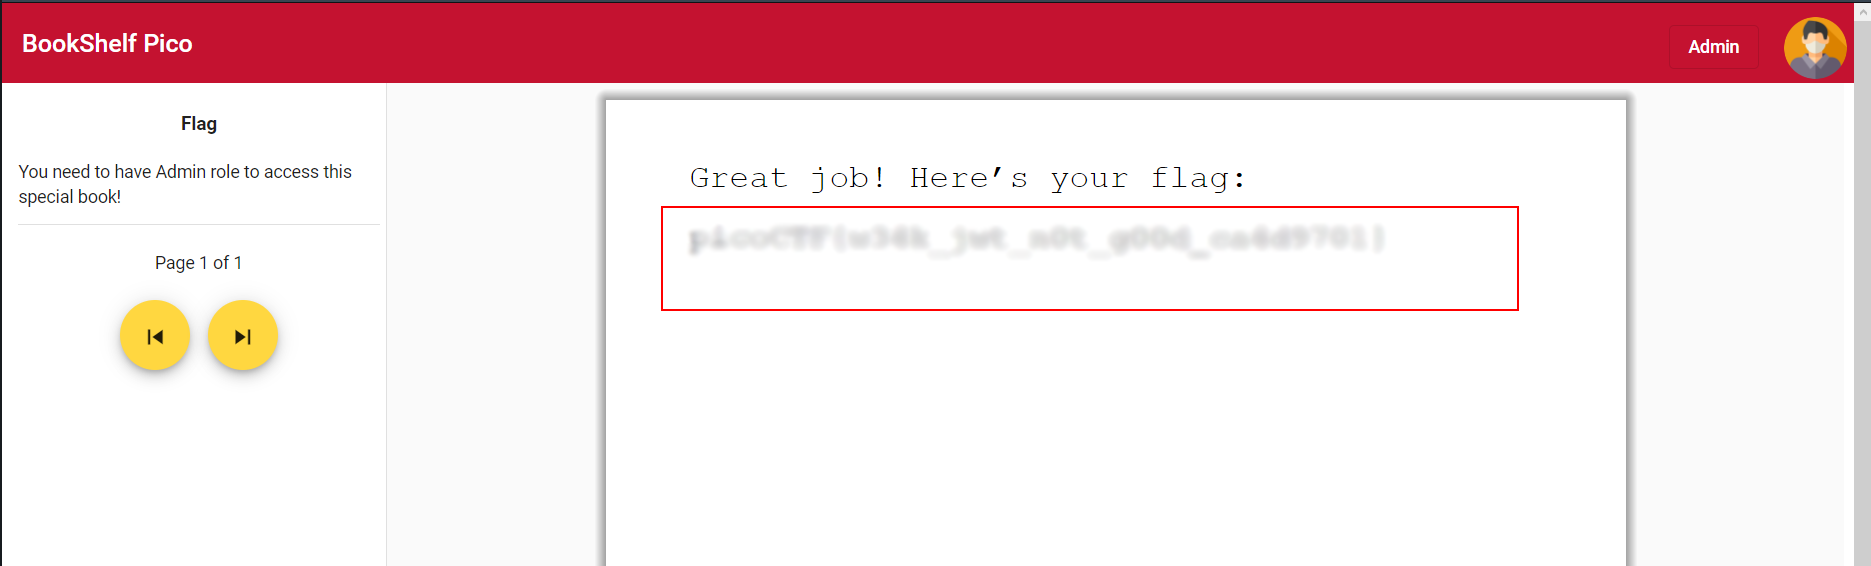 BookShelf Pico
Admin
Flag
You need to have Admin role to access this
special book!
Page 1 of 1
Great job! Here’s your flag: